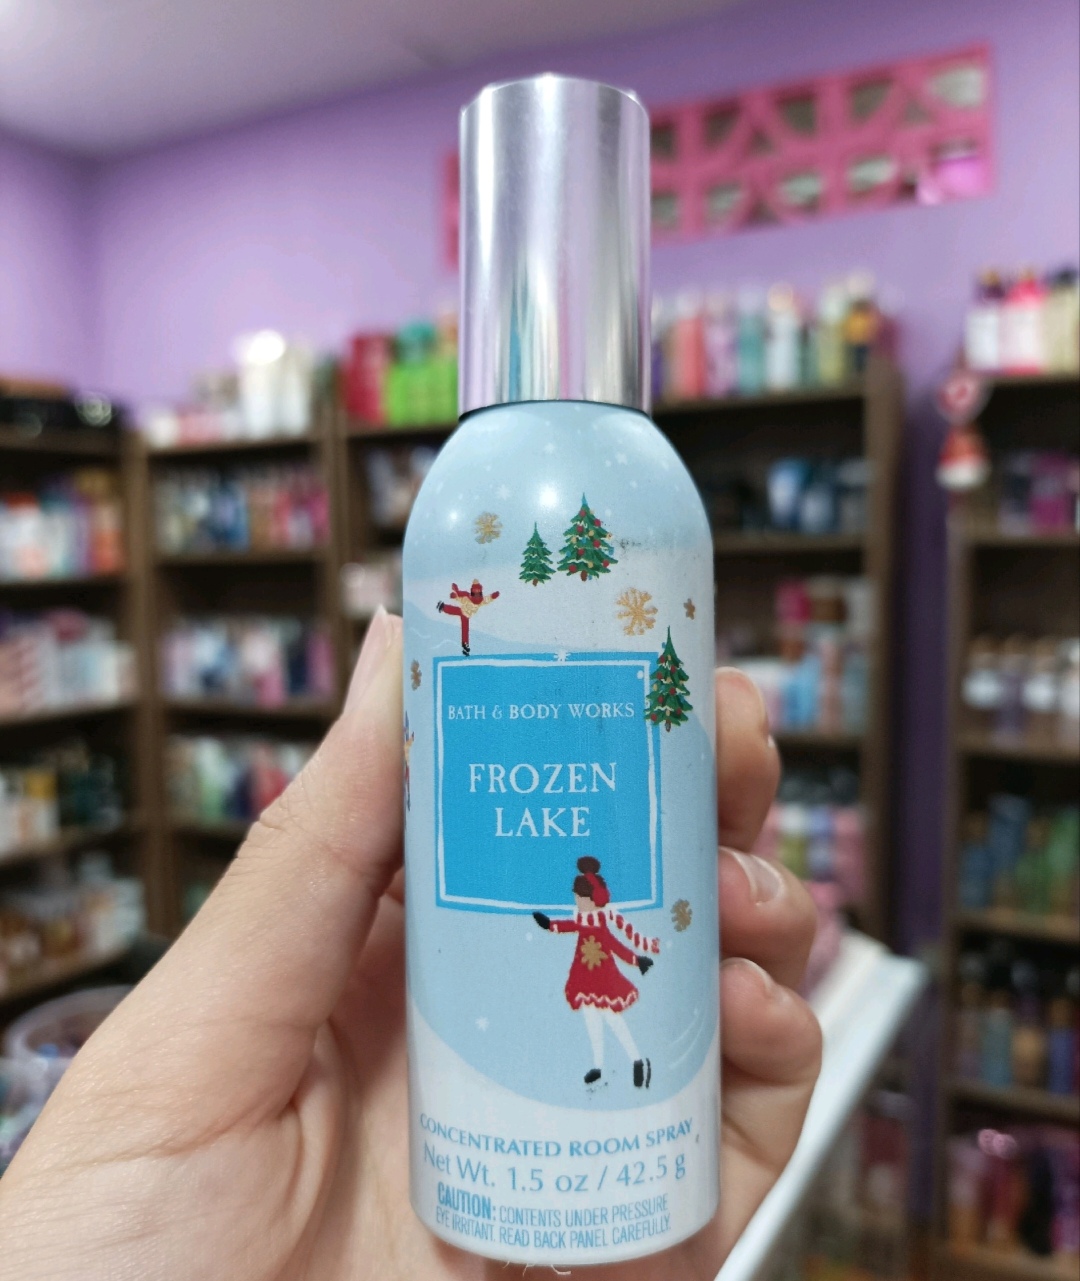 BATH & BODY WORKS
FROZEN
LAKE
CONCENTRATED ROOM SPRAY
Net Wt. 1.5 oz / 42.5 g
CAUTION: CONTENTS UNDER PRESSURE
EYE IRRITANT. READ BACK PANEL CAREFULLY.